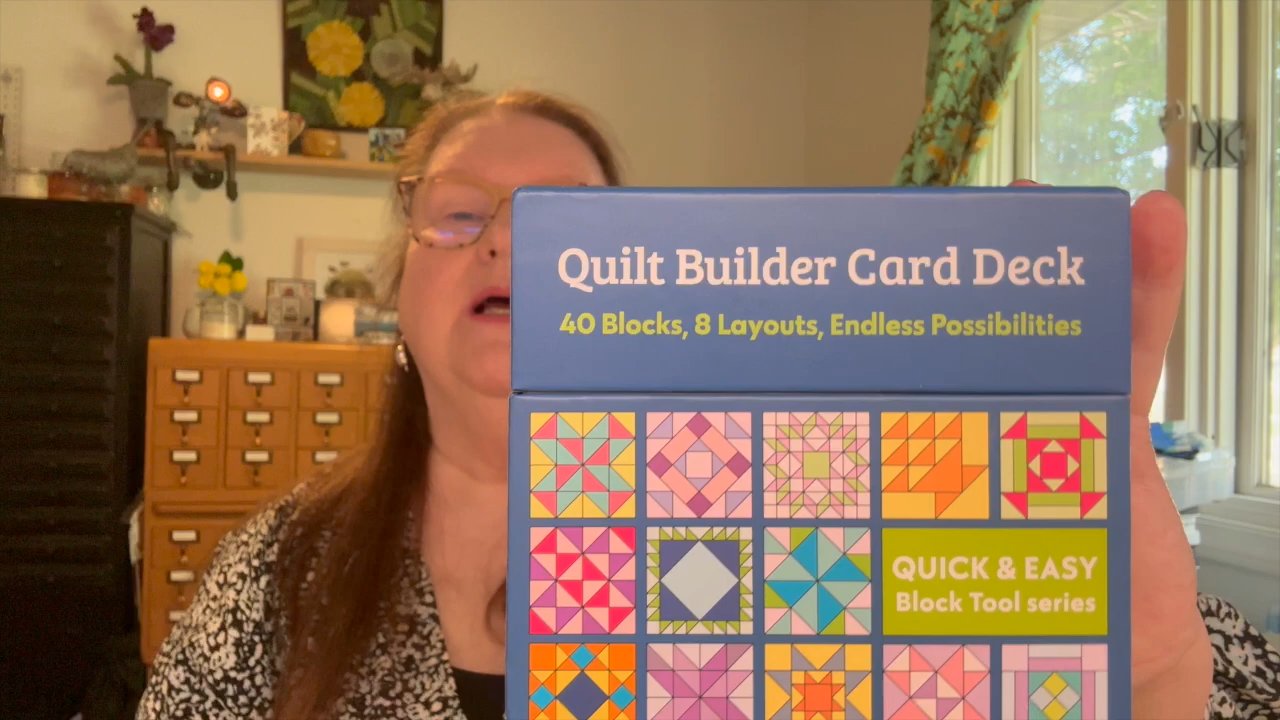 Quilt Builder Card Deck
40 Blocks, 8 Layouts, Endless Possibilities
QUICK & EASY
Block Tool series